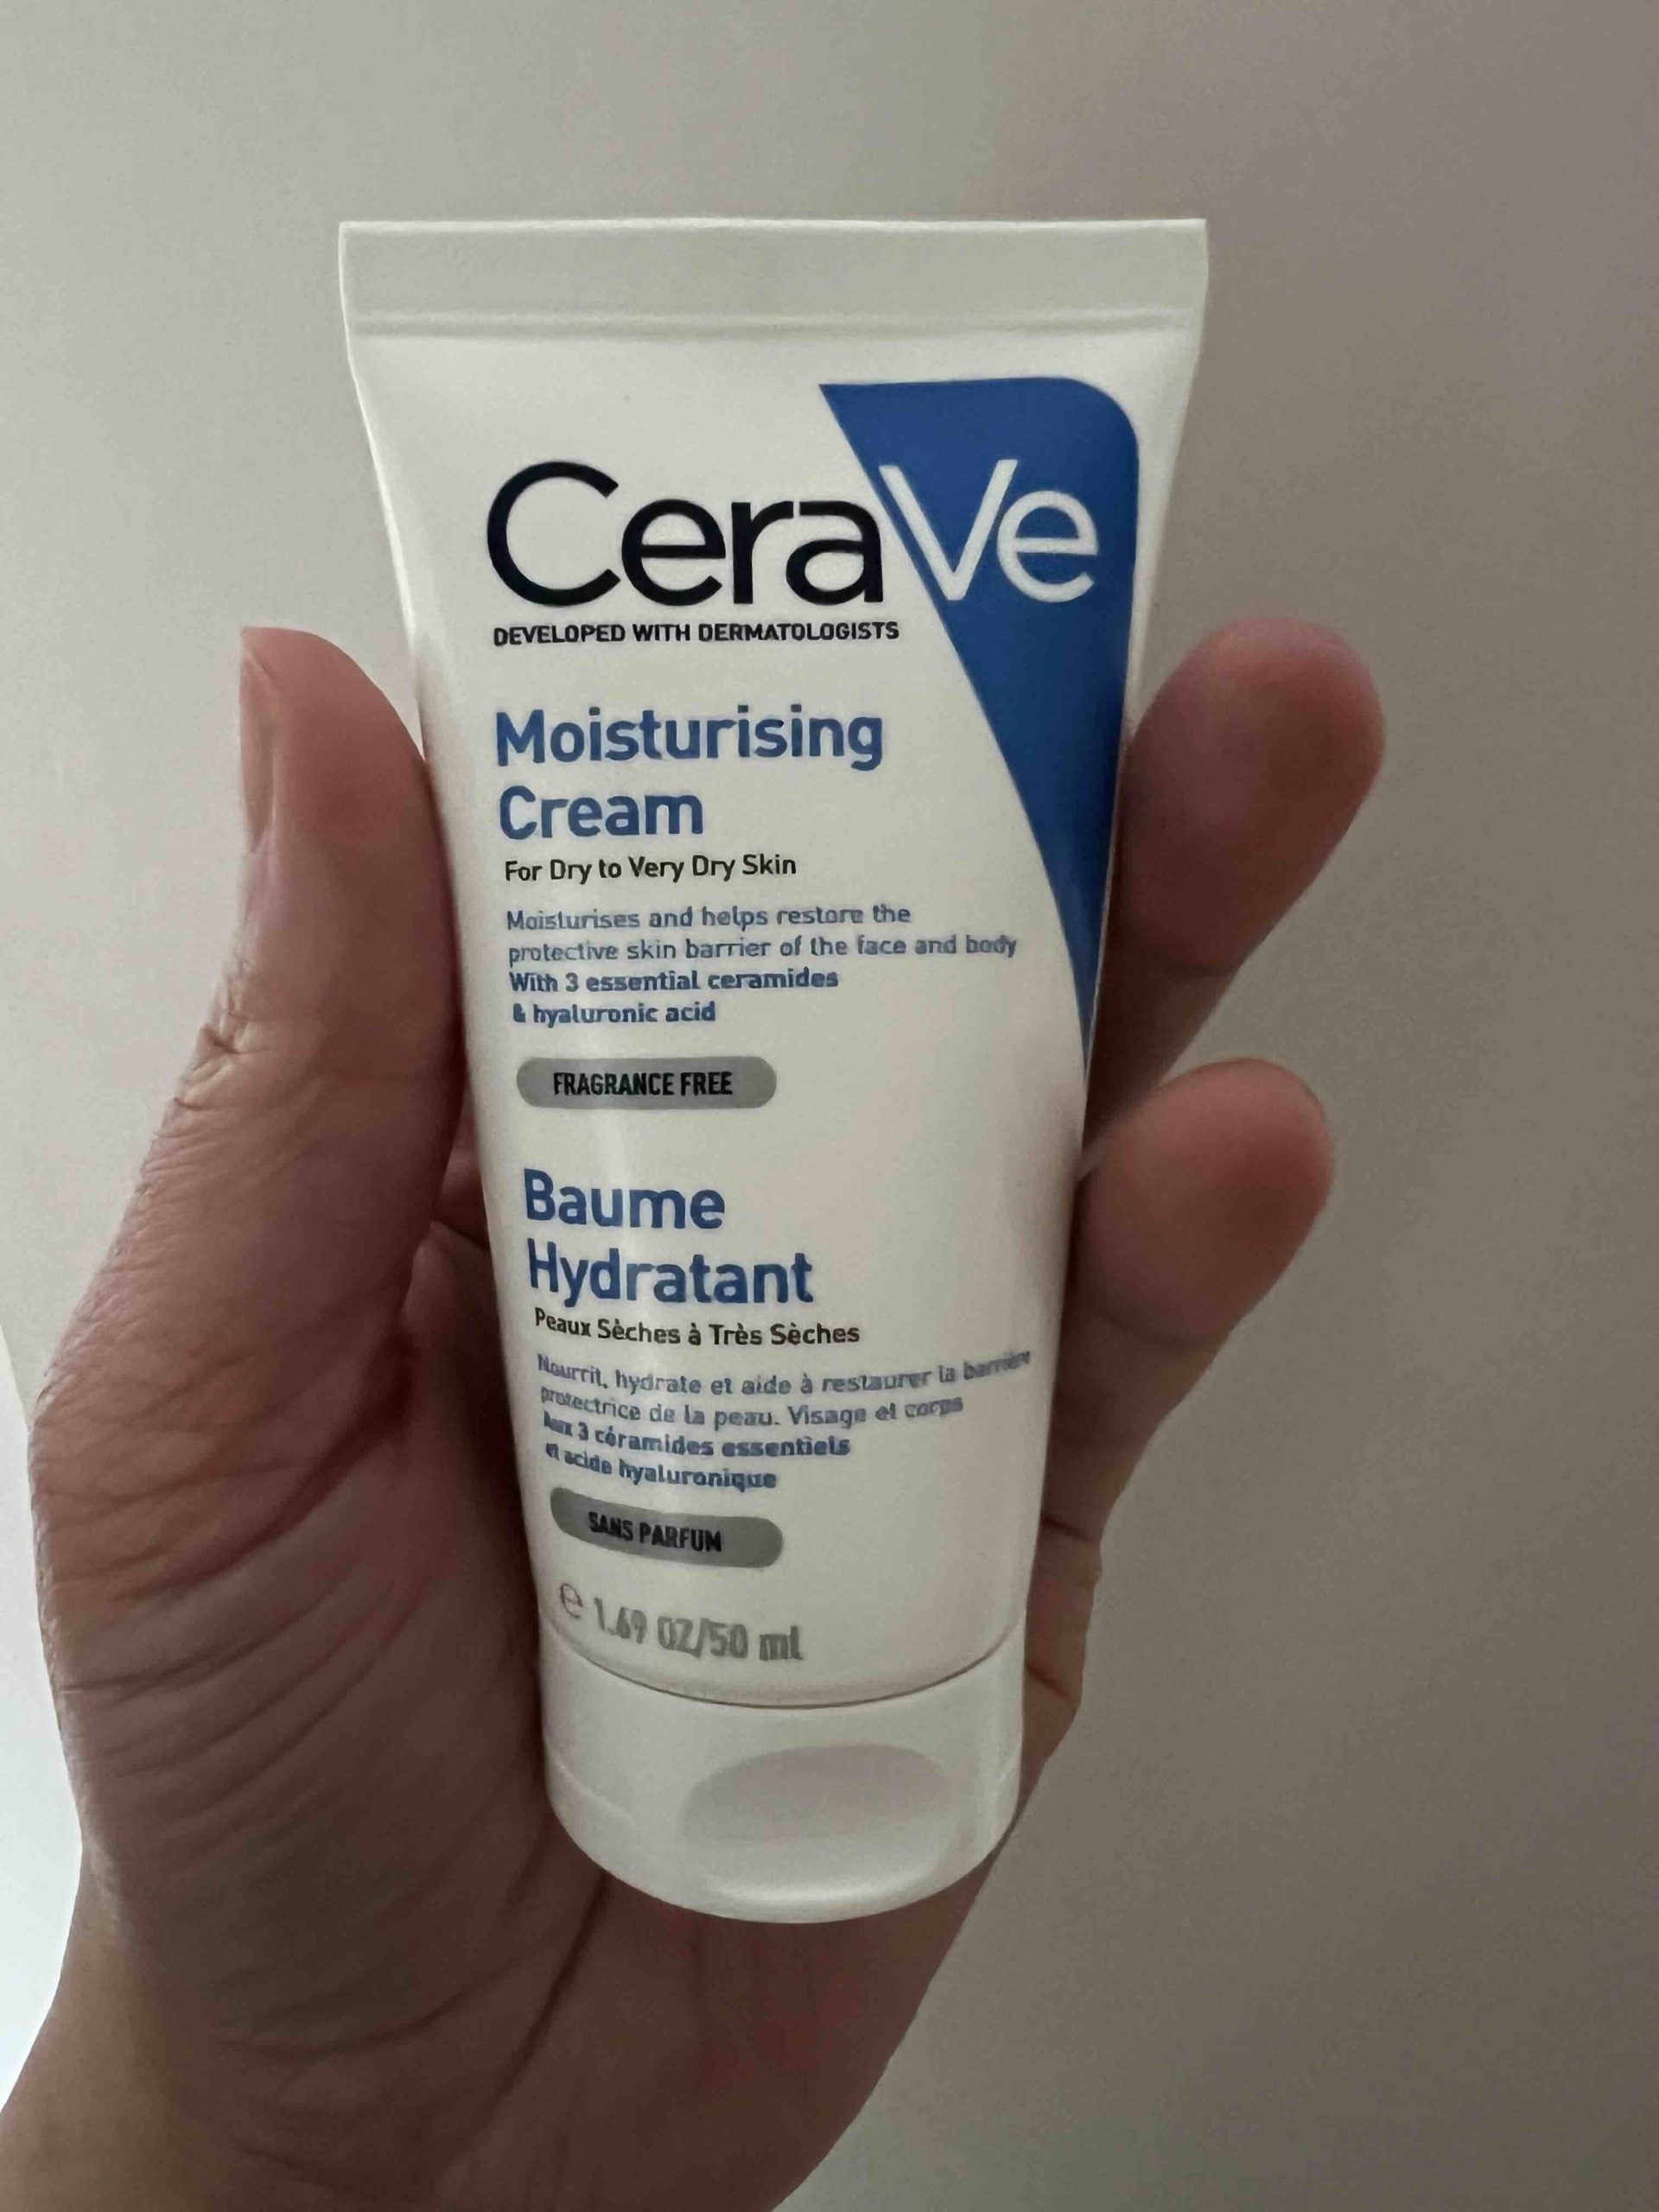 CeraVe
DEVELOPED WITH DERMATOLOGISTS
Moisturising
Cream
For Dry to Very Dry Skin
Moisturises and helps restore the
protective skin barrier of the face and body
With 3 essential ceramides
& hyaluronic acid
FRAGRANCE FREE
Baume
Hydratant
Peaux Sèches à Très Sèches
Nourrit, hydrate et aide à restaurer la barrière
protectrice de la peau. Visage et corps
Aux 3 céramides essentiels
et acide hyaluronique
SANS PARFUM
℮ 1.69 OZ/50 ml